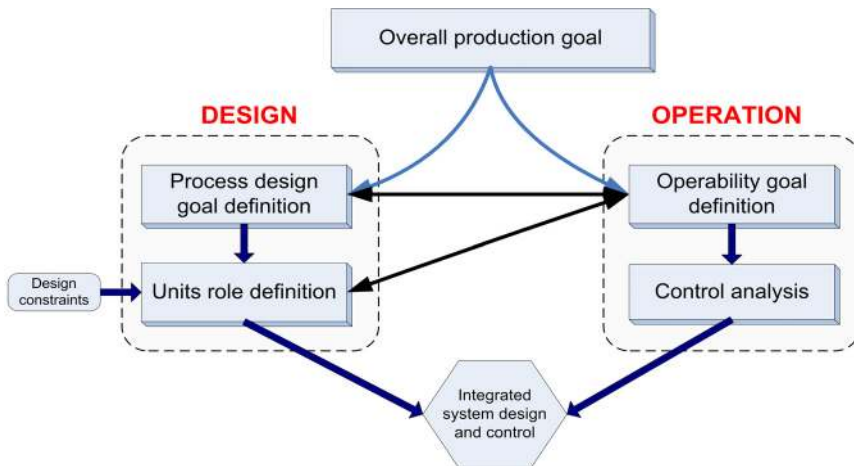 Overall production goal
DESIGN
OPERATION
Process design
goal definition
Operability goal
definition
Design
constraints
Units role definition
Control analysis
Integrated
system design
and control